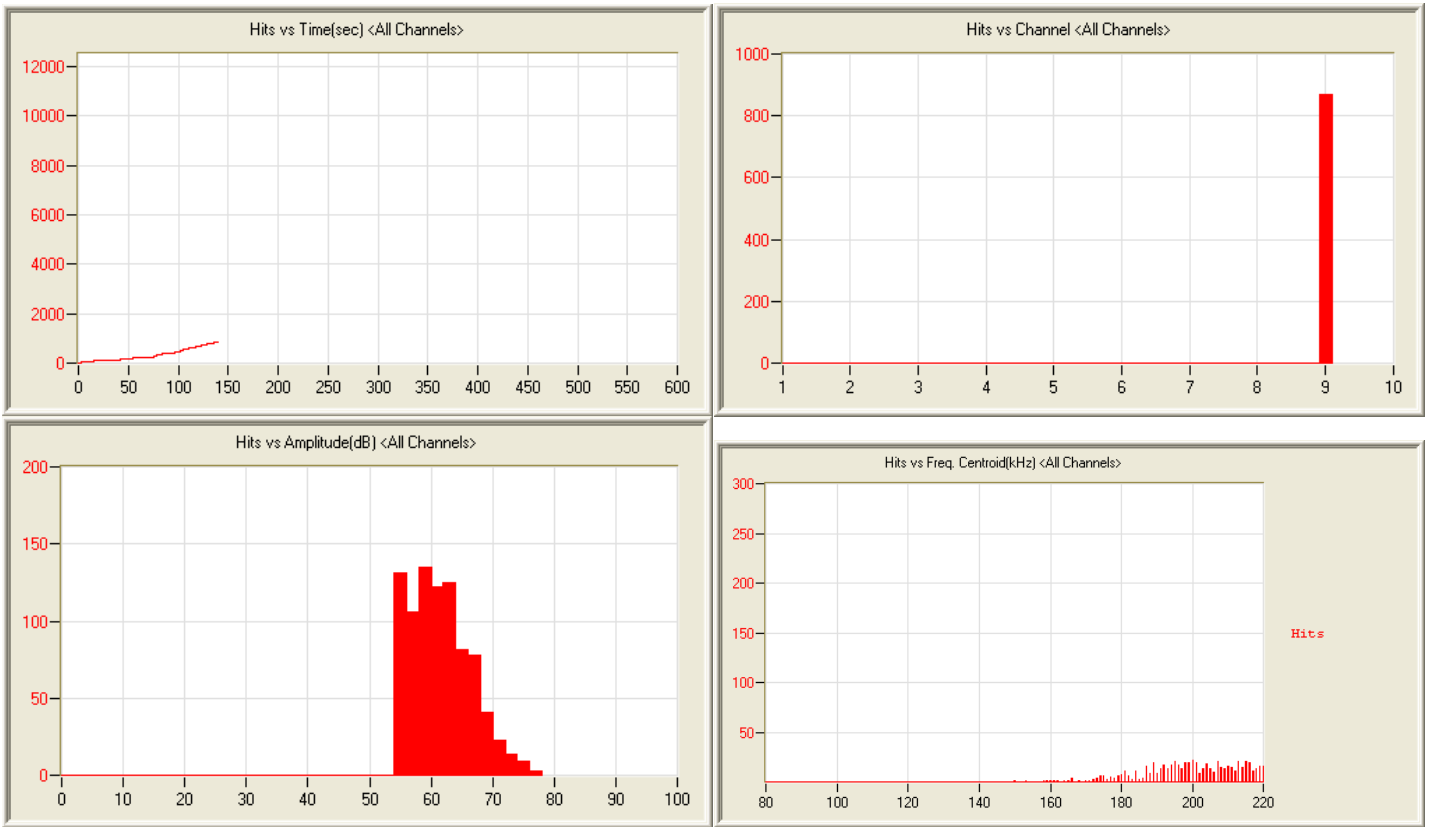 Hits vs Time(sec) <All Channels>
12000
10000
8000
6000
4000
2000
0
0 50 100 150 200 250 300 350 400 450 500 550 600
Hits vs Channel <All Channels>
1000
800
600
400
200
0
1 2 3 4 5 6 7 8 9 10
Hits vs Amplitude(dB) <All Channels>
200
150
100
50
0
0 10 20 30 40 50 60 70 80 90 100
Hits vs Freq. Centroid(kHz) <All Channels>
300
250
200
150
100
50
80 100 120 140 160 180 200 220
Hits